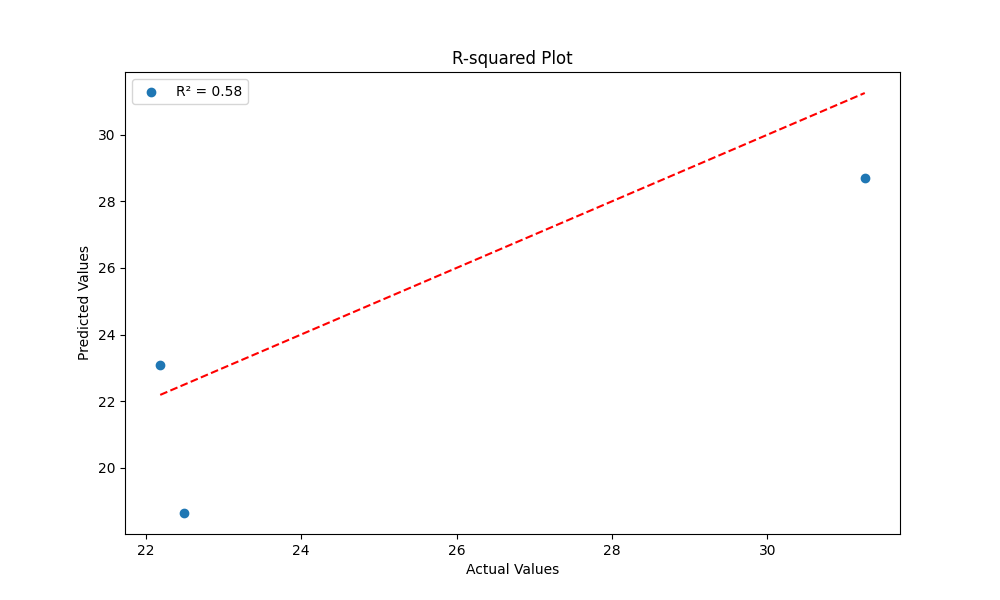 R-squared Plot
R² = 0.58
30
28
26
24
22
20
Predicted Values
22
24
26
28
30
Actual Values